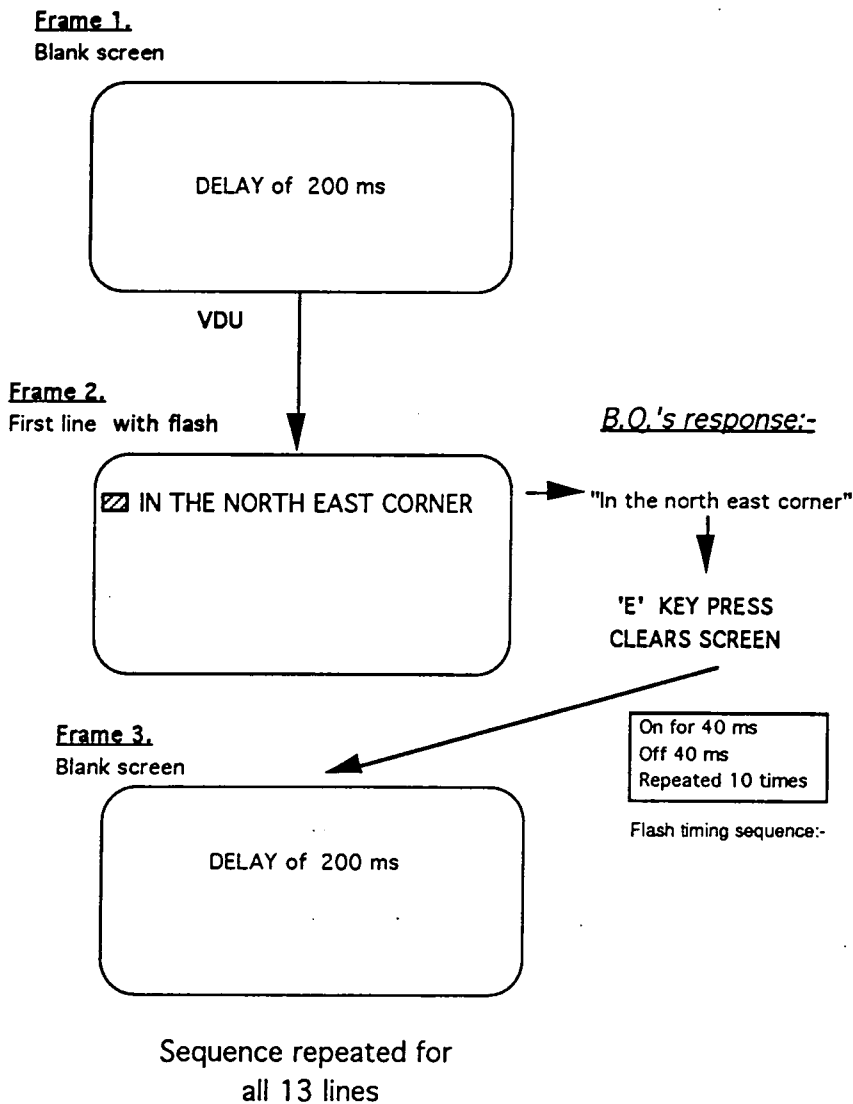 Frame 1.
Blank screen
DELAY of 200 ms
VDU
Frame 2.
First line with flash
B.O.'s response:-
IN THE NORTH EAST CORNER
"In the north east corner"
'E' KEY PRESS
CLEARS SCREEN
Frame 3.
Blank screen
On for 40 ms
Off 40 ms
Repeated 10 times
Flash timing sequence:-
DELAY of 200 ms
Sequence repeated for
all 13 lines